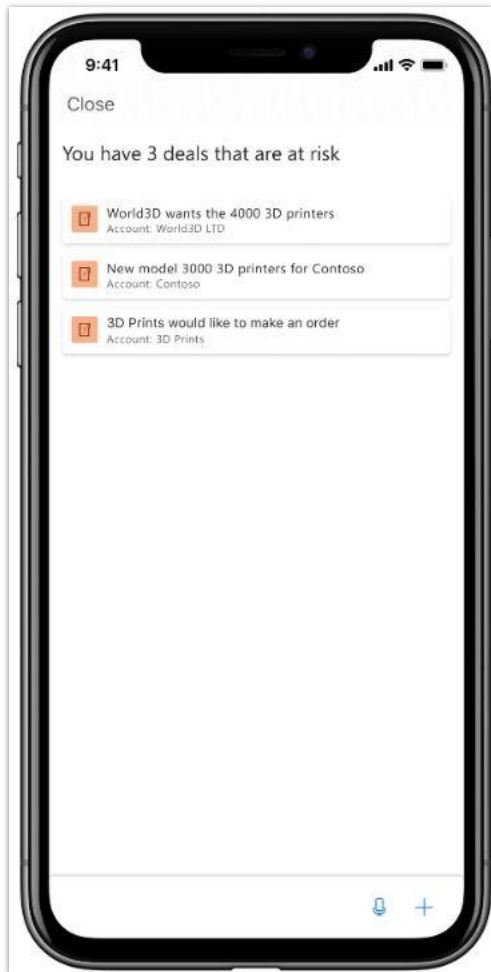 9:41
Close
You have 3 deals that are at risk
World3D wants the 4000 3D printers
Account: World3D LTD
New model 3000 3D printers for Contoso
Account: Contoso
3D Prints would like to make an order
Account: 3D Prints